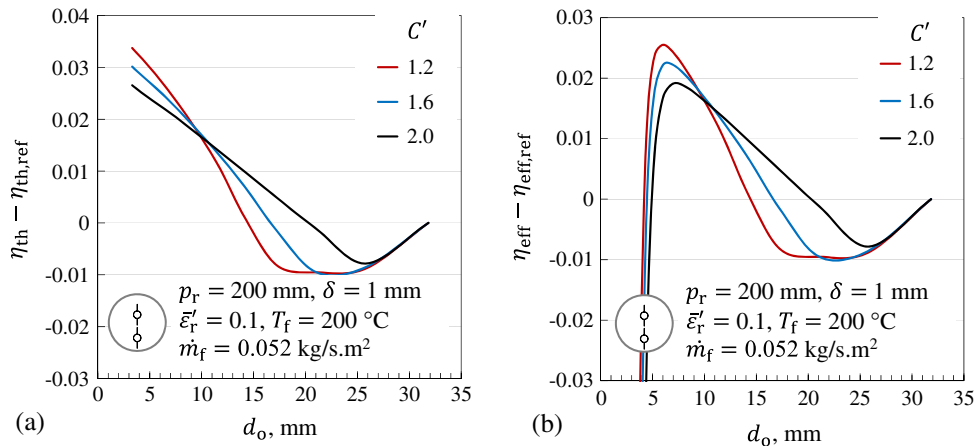 0.04
0.03
0.02
0.01
0
-0.01
-0.02
-0.03
η_th − η_th,ref
C′
1.2
1.6
2.0
p_r = 200 mm, δ = 1 mm
ε̄′_r = 0.1, T_f = 200 °C
ṁ_f = 0.052 kg/s.m²
0 5 10 15 20 25 30 35
(a)
d_o, mm
0.03
0.02
0.01
0
-0.01
-0.02
-0.03
η_eff − η_eff,ref
C′
1.2
1.6
2.0
p_r = 200 mm, δ = 1 mm
ε̄′_r = 0.1, T_f = 200 °C
ṁ_f = 0.052 kg/s.m²
0 5 10 15 20 25 30 35
(b)
d_o, mm